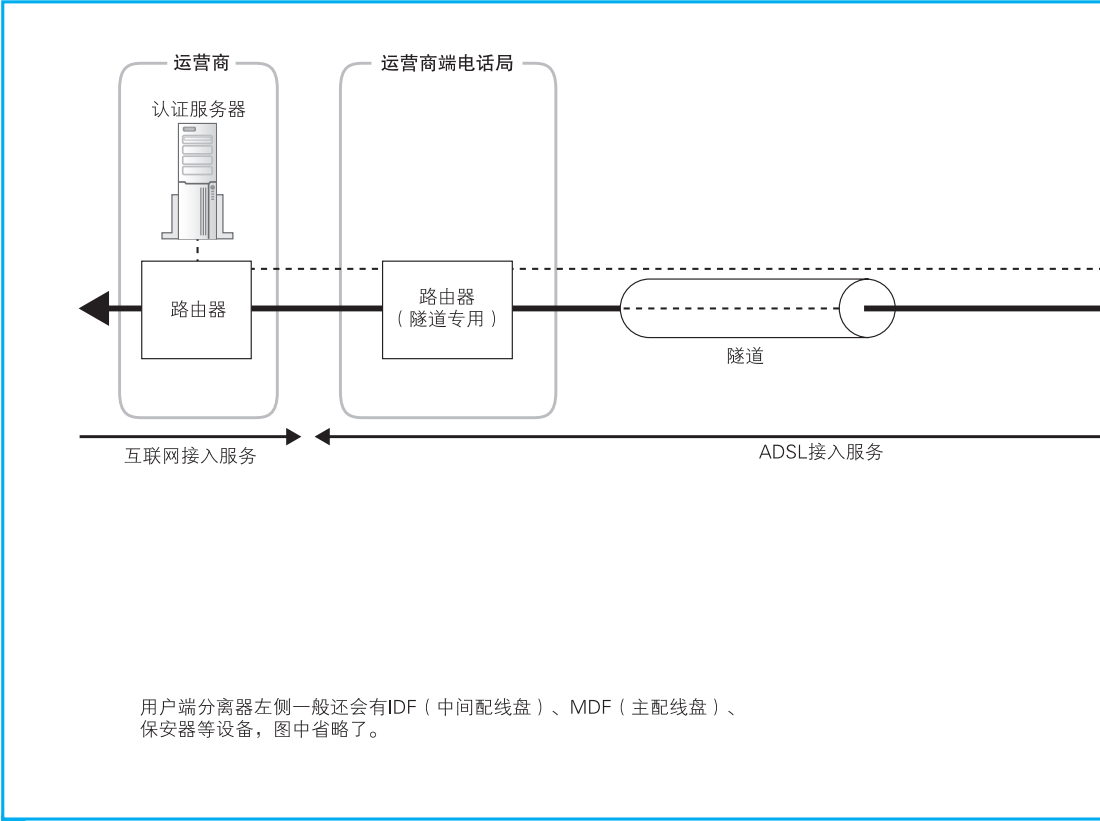 运营商
运营商端电话局
认证服务器
路由器
路由器
（隧道专用）
隧道
互联网接入服务
ADSL接入服务
用户端分离器左侧一般还会有IDF（中间配线盘）、MDF（主配线盘）、
保安器等设备，图中省略了。